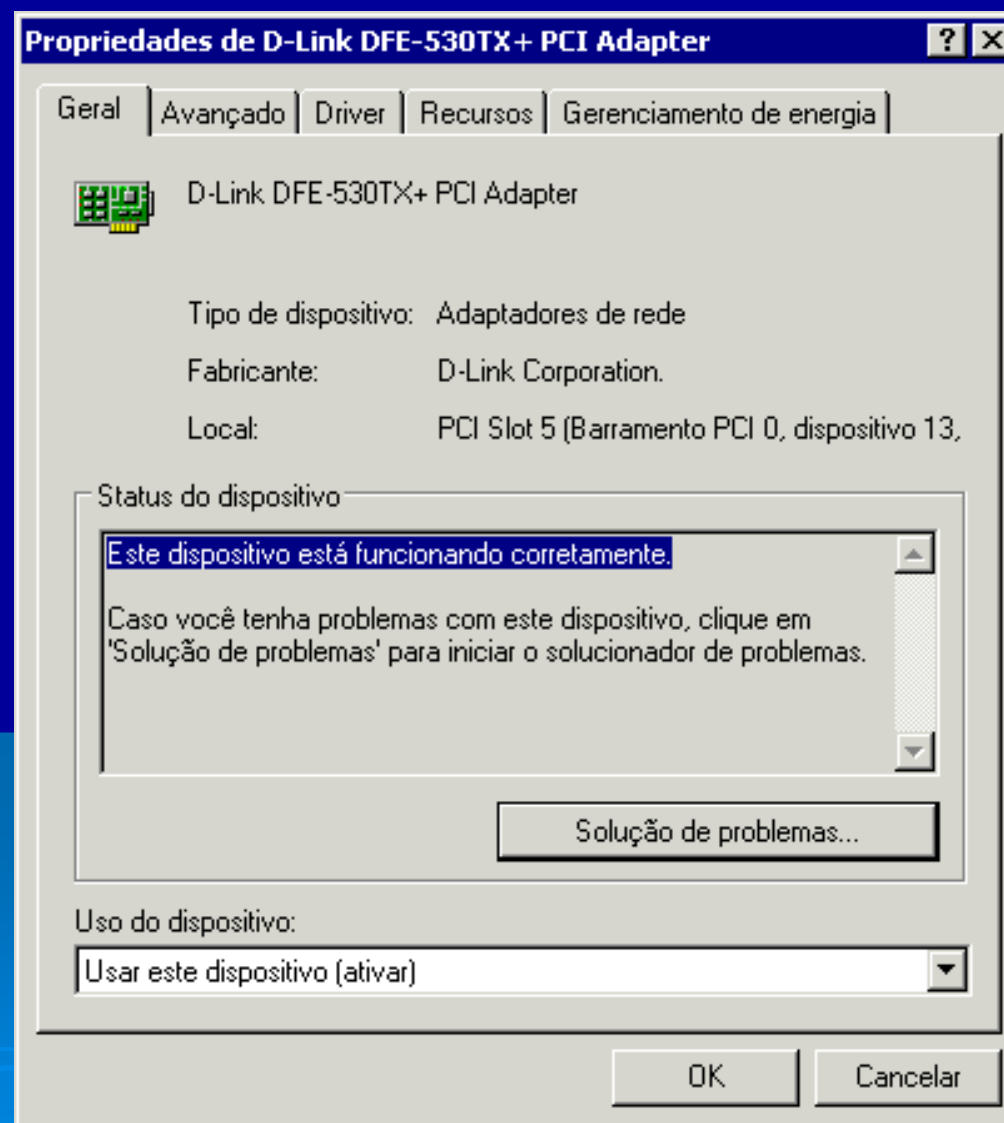 Propriedades de D-Link DFE-530TX+ PCI Adapter
Geral Avançado Driver Recursos Gerenciamento de energia
D-Link DFE-530TX+ PCI Adapter
Tipo de dispositivo: Adaptadores de rede
Fabricante: D-Link Corporation.
Local: PCI Slot 5 (Barramento PCI 0, dispositivo 13,
Status do dispositivo
Este dispositivo está funcionando corretamente.
Caso você tenha problemas com este dispositivo, clique em
'Solução de problemas' para iniciar o solucionador de problemas.
Solução de problemas...
Uso do dispositivo:
Usar este dispositivo (ativar)
OK Cancelar